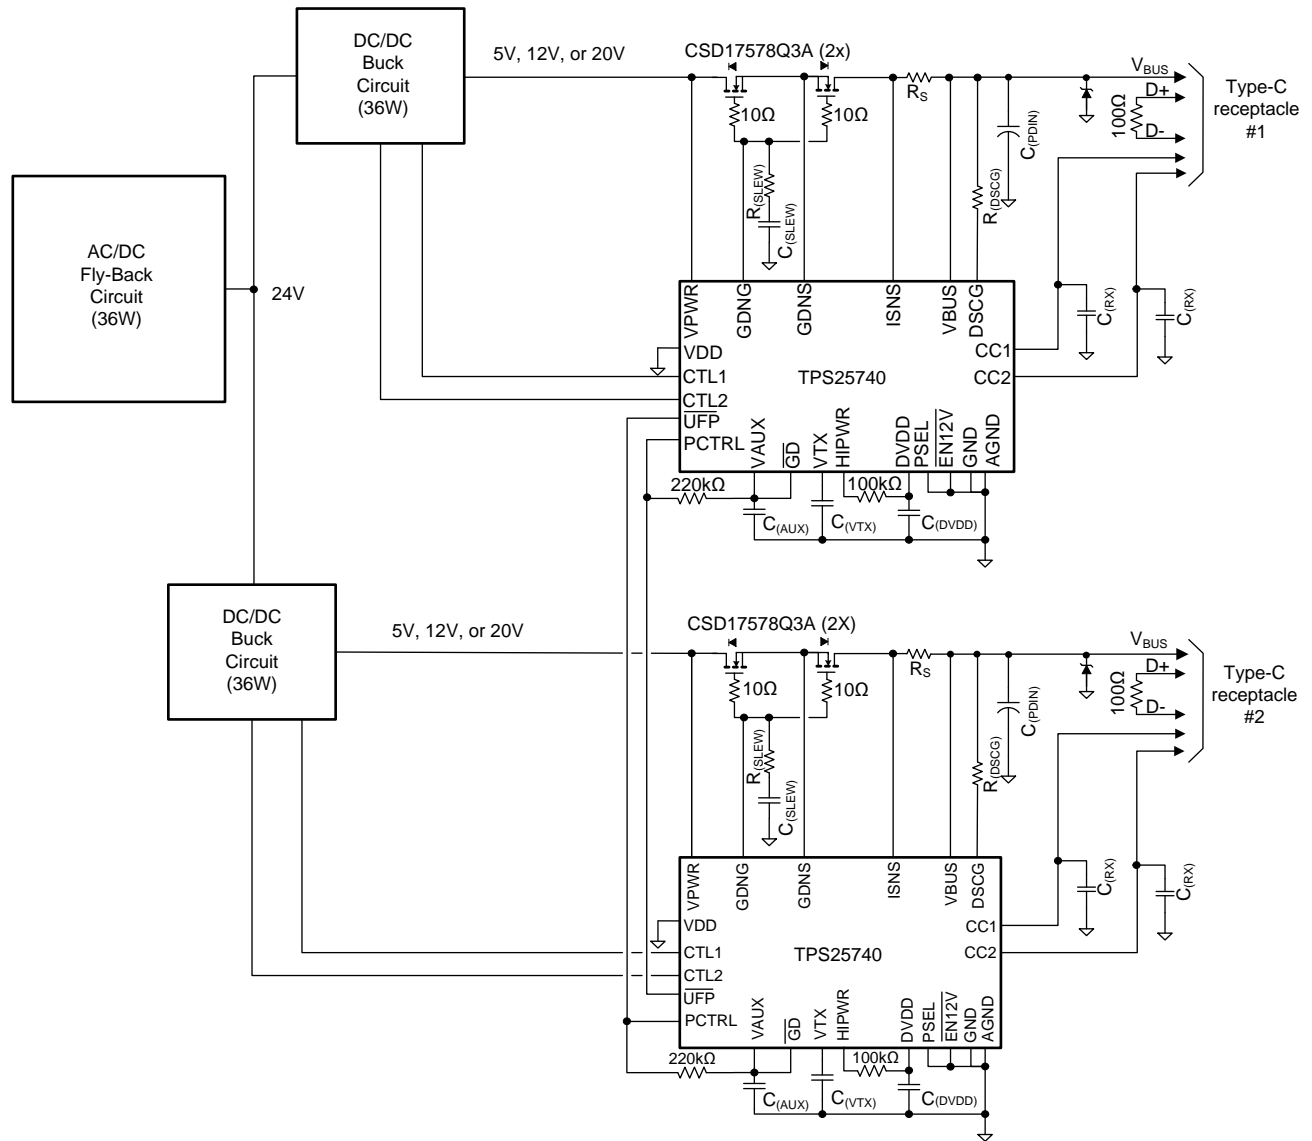 DC/DC
Buck
Circuit
(36W)
5V, 12V, or 20V
CSD17578Q3A (2x)
10Ω
10Ω
R(SLEW)
C(SLEW)
RS
R(DSCG)
C(PDIN)
VBUS
D+
100Ω
D-
Type-C
receptacle
#1
AC/DC
Fly-Back
Circuit
(36W)
24V
VPWR
GDNG
GDNS
ISNS
VBUS
DSCG
C(RX)
C(RX)
VDD
CTL1
CTL2
UFP
PCTRL
TPS25740
CC1
CC2
VAUX
GD
VTX
HIPWR
DVDD
PSEL
EN12V
GND
AGND
220kΩ
100kΩ
C(AUX)
C(VTX)
C(DVDD)
DC/DC
Buck
Circuit
(36W)
5V, 12V, or 20V
CSD17578Q3A (2X)
10Ω
10Ω
R(SLEW)
C(SLEW)
RS
R(DSCG)
C(PDIN)
VBUS
D+
100Ω
D-
Type-C
receptacle
#2
VPWR
GDNG
GDNS
ISNS
VBUS
DSCG
C(RX)
C(RX)
VDD
CTL1
CTL2
UFP
PCTRL
TPS25740
CC1
CC2
VAUX
GD
VTX
HIPWR
DVDD
PSEL
EN12V
GND
AGND
220kΩ
100kΩ
C(AUX)
C(VTX)
C(DVDD)